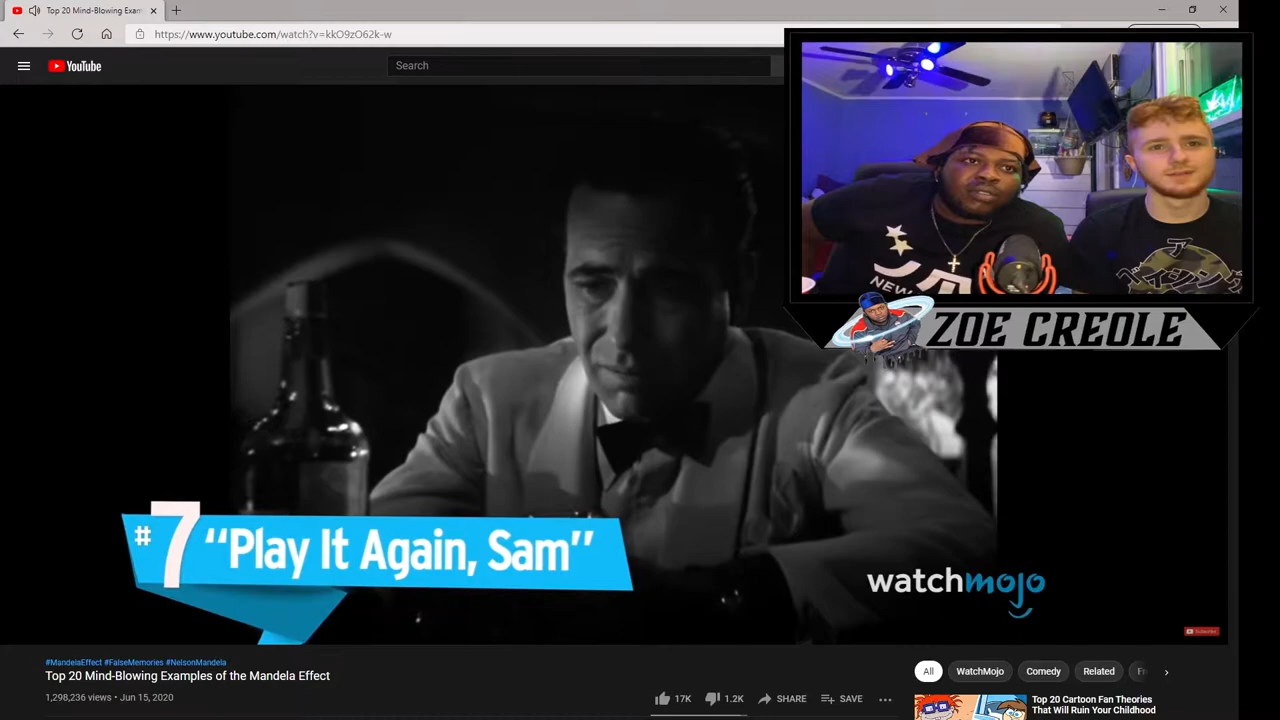 Top 20 Mind-Blowing Exam
https://www.youtube.com/watch?v=kkO9zO62k-w
YouTube
Search
NEW
ZOE CREOLE
#7 "Play It Again, Sam"
watchmojo
Subscribe
#MandelaEffect #FalseMemories #NelsonMandela
Top 20 Mind-Blowing Examples of the Mandela Effect
1,298,236 views • Jun 15, 2020
17K
1.2K
SHARE
SAVE
All
WatchMojo
Comedy
Related
Top 20 Cartoon Fan Theories
That Will Ruin Your Childhood